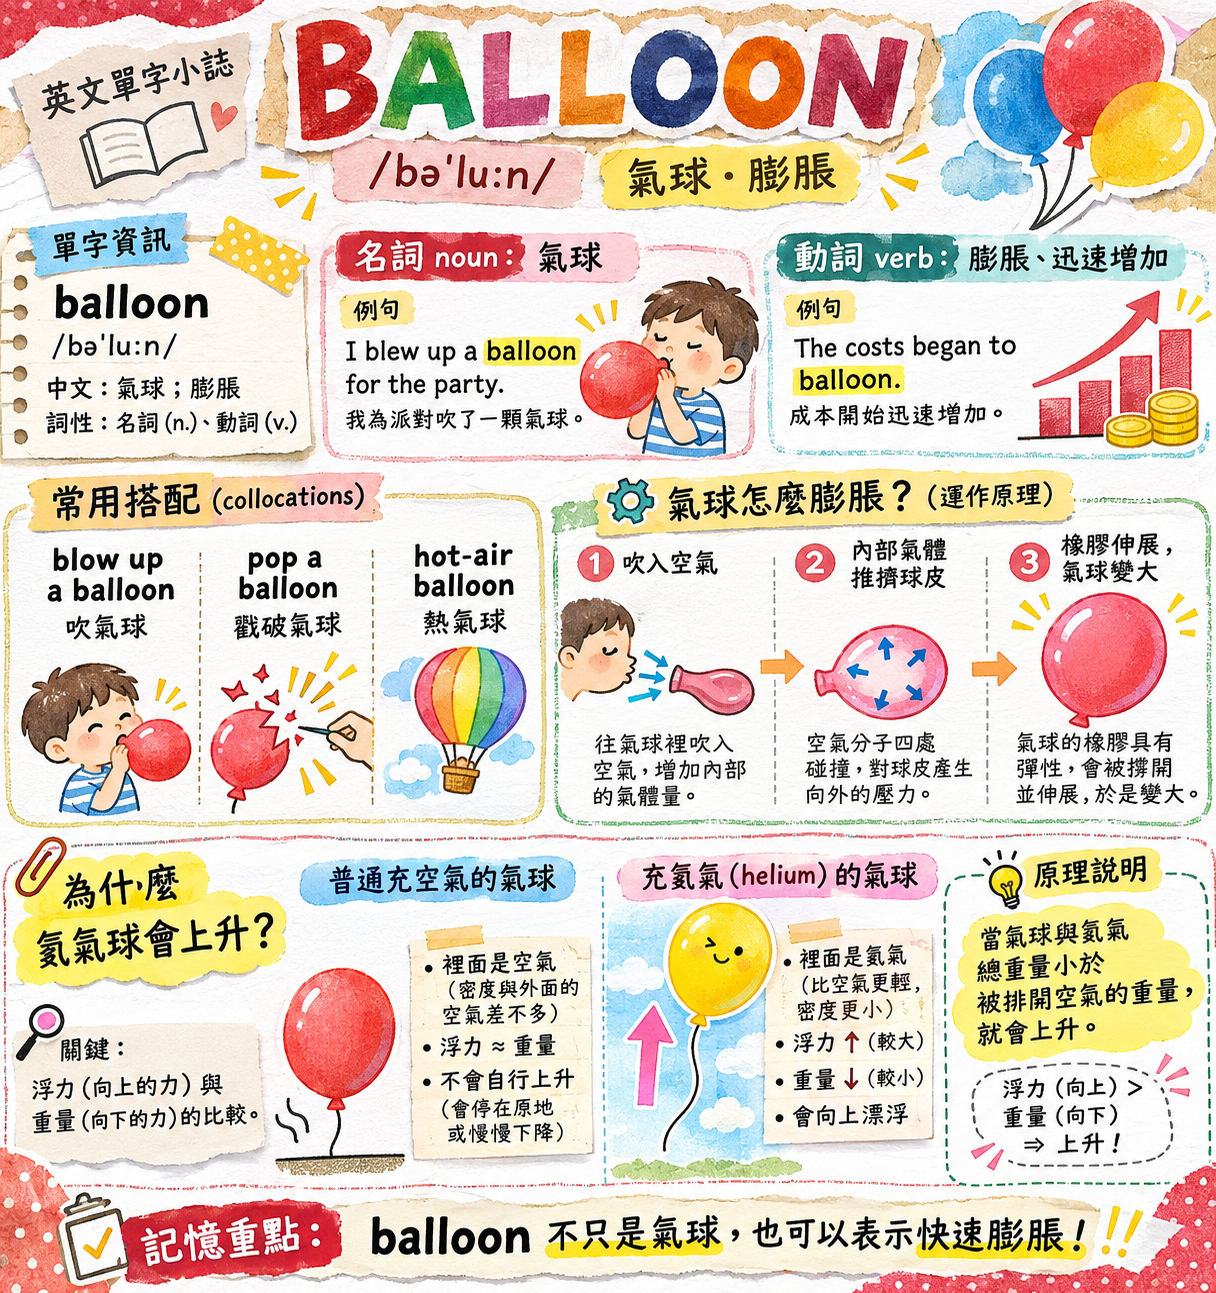 英文單字小誌
BALLOON
/bəˈluːn/
氣球・膨脹
單字資訊
balloon
/bəˈluːn/
中文：氣球；膨脹
詞性：名詞(n.)、動詞(v.)
名詞 noun：氣球
例句
I blew up a balloon
for the party.
我為派對吹了一顆氣球。
動詞 verb：膨脹、迅速增加
例句
The costs began to
balloon.
成本開始迅速增加。
常用搭配 (collocations)
blow up
a balloon
吹氣球
pop a
balloon
戳破氣球
hot-air
balloon
熱氣球
氣球怎麼膨脹？（運作原理）
1 吹入空氣
往氣球裡吹入
空氣，增加內部
的氣體量。
2 內部氣體
推擠球皮
空氣分子四處
碰撞，對球皮產生
向外的壓力。
3 橡膠伸展，
氣球變大
氣球的橡膠具有
彈性，會被撐開
並伸展，於是變大。
為什麼
氦氣球會上升？
關鍵：
浮力（向上的力）與
重量（向下的力）的比較。
普通充空氣的氣球
• 裡面是空氣
（密度與外面的
空氣差不多）
• 浮力 ≈ 重量
• 不會自行上升
（會停在原地
或慢慢下降）
充氦氣（helium）的氣球
• 裡面是氦氣
（比空氣更輕，
密度更小）
• 浮力 ↑（較大）
• 重量 ↓（較小）
• 會向上漂浮
原理說明
當氣球與氦氣
總重量小於
被排開空氣的重量，
就會上升。
浮力（向上）>
重量（向下）
⇒ 上升！
記憶重點：
balloon 不只是氣球，也可以表示快速膨脹！